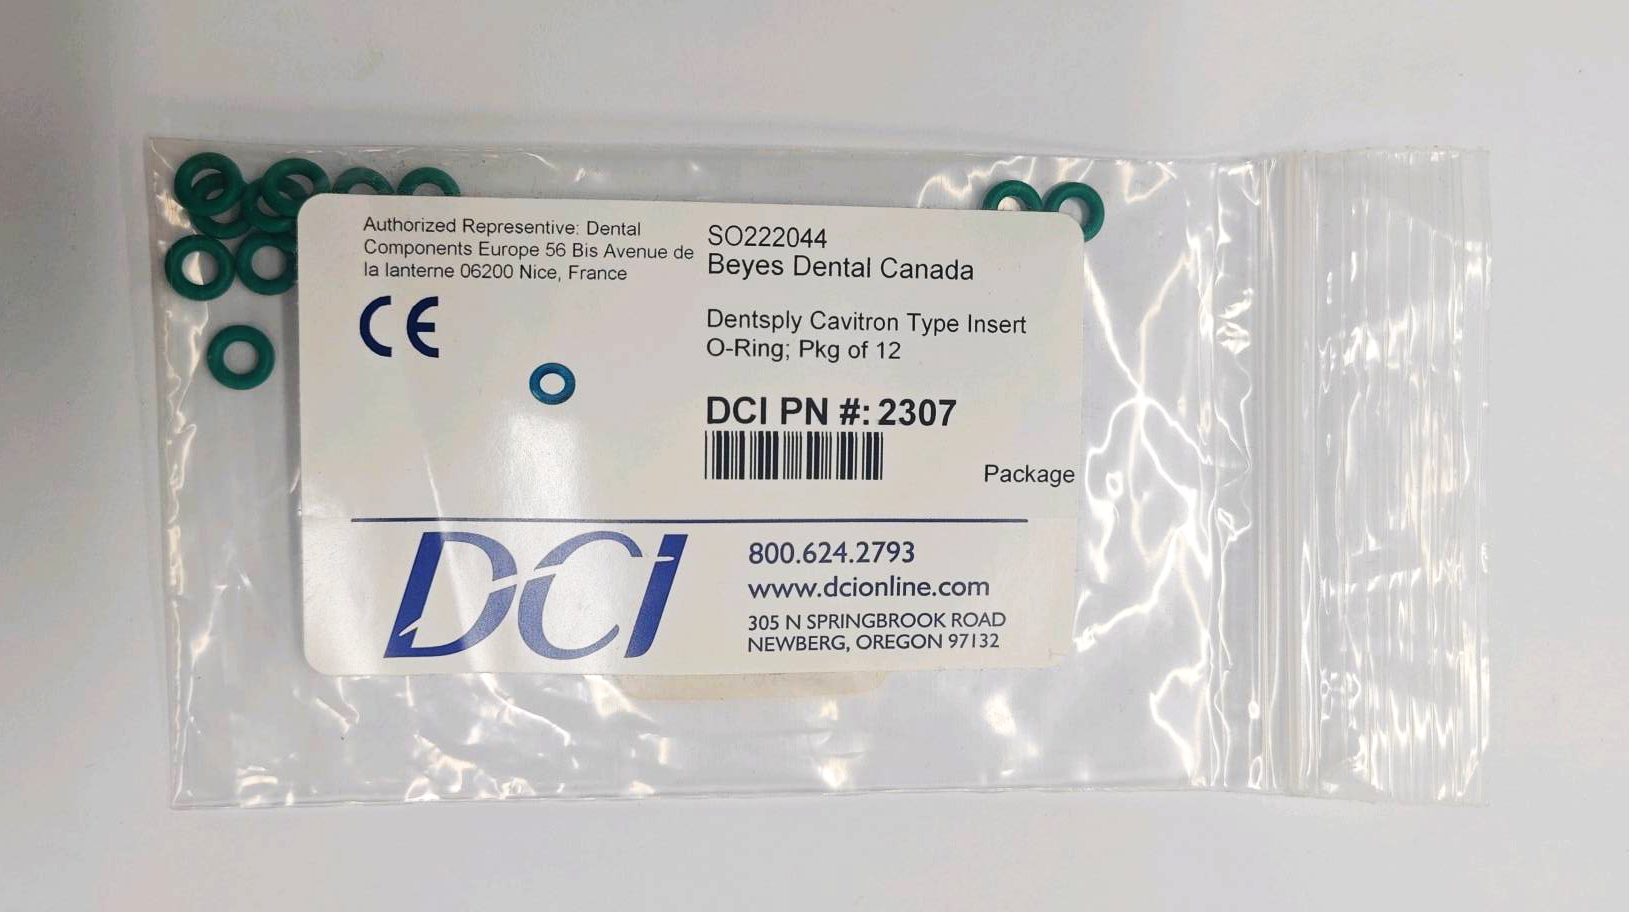 Authorized Representive: Dental
Components Europe 56 Bis Avenue de
la lanterne 06200 Nice, France
CE
SO222044
Beyes Dental Canada
Dentsply Cavitron Type Insert
O-Ring; Pkg of 12
DCI PN #: 2307
Package
DCI
800.624.2793
www.dcionline.com
305 N SPRINGBROOK ROAD
NEWBERG, OREGON 97132